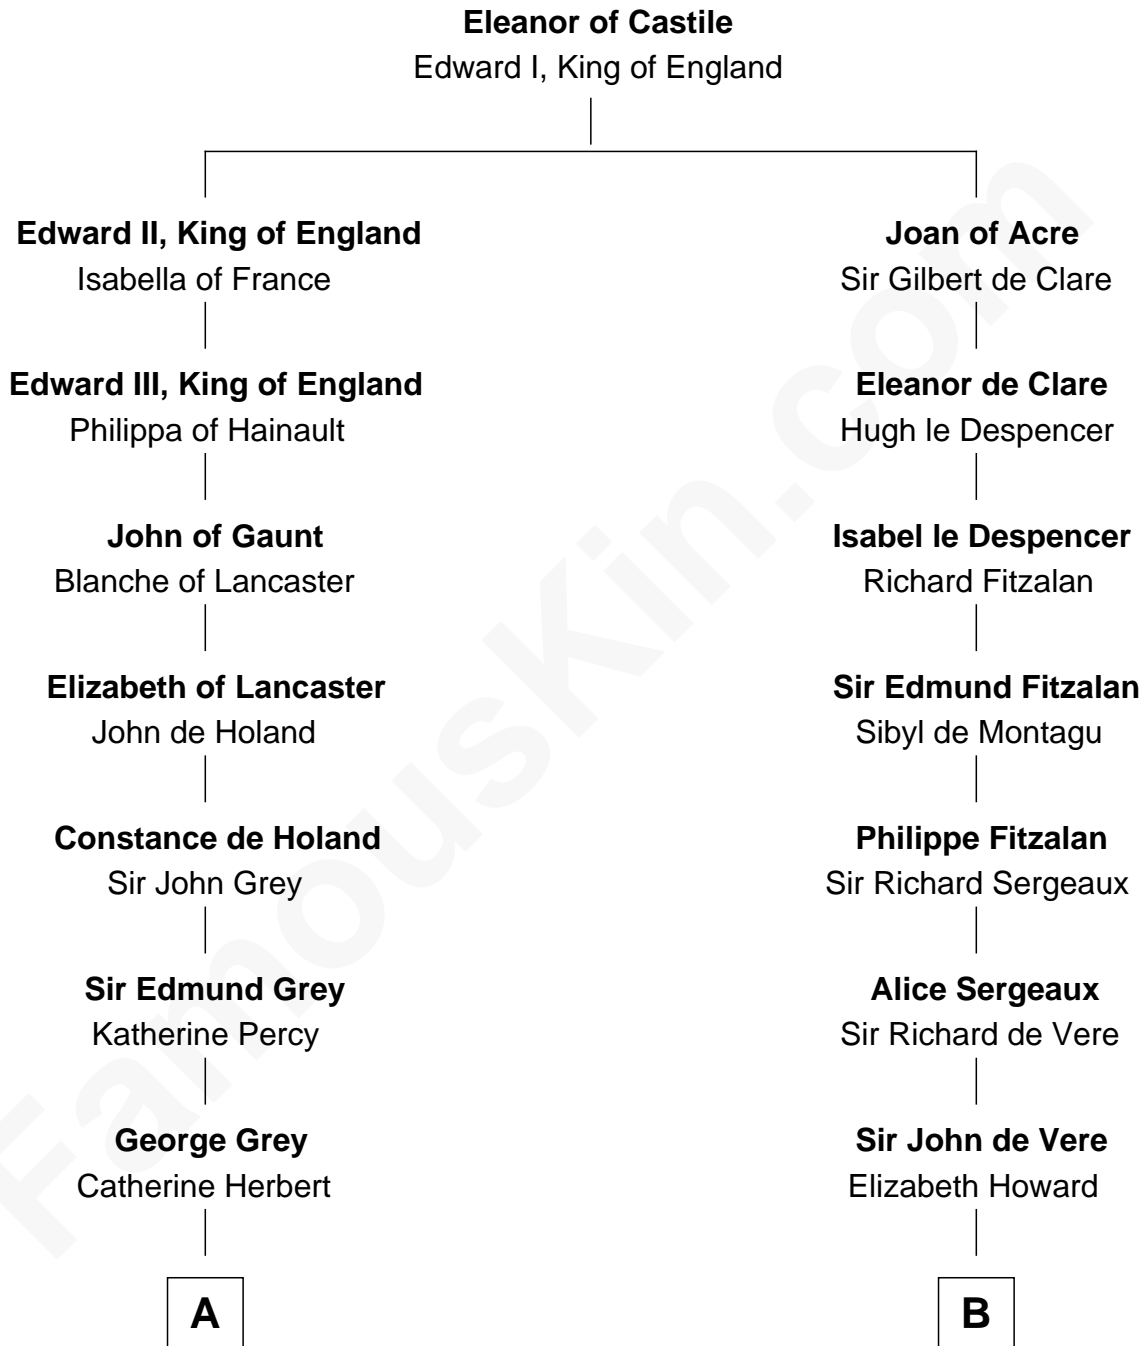 Eleanor of Castile
Edward I, King of England
Edward II, King of England
Isabella of France
Joan of Acre
Sir Gilbert de Clare
Edward III, King of England
Philippa of Hainault
Eleanor de Clare
Hugh le Despencer
John of Gaunt
Blanche of Lancaster
Isabel le Despencer
Richard Fitzalan
Elizabeth of Lancaster
John de Holand
Sir Edmund Fitzalan
Sibyl de Montagu
Constance de Holand
Sir John Grey
Philippe Fitzalan
Sir Richard Sergeaux
Sir Edmund Grey
Katherine Percy
Alice Sergeaux
Sir Richard de Vere
George Grey
Catherine Herbert
Sir John de Vere
Elizabeth Howard
A
B
FamousKin.com